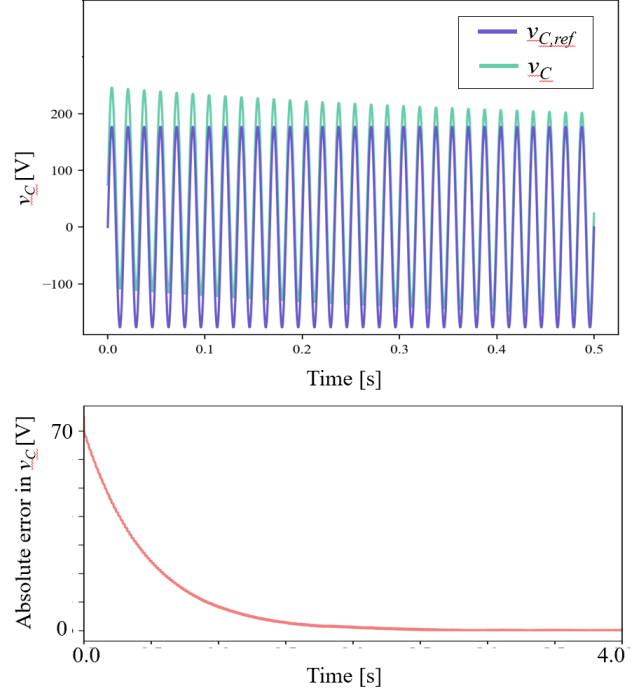 v_C,ref
v_C
200
100
0
−100
v_C [V]
0.0 0.1 0.2 0.3 0.4 0.5
Time [s]
70
0
Absolute error in v_C [V]
0.0 4.0
Time [s]